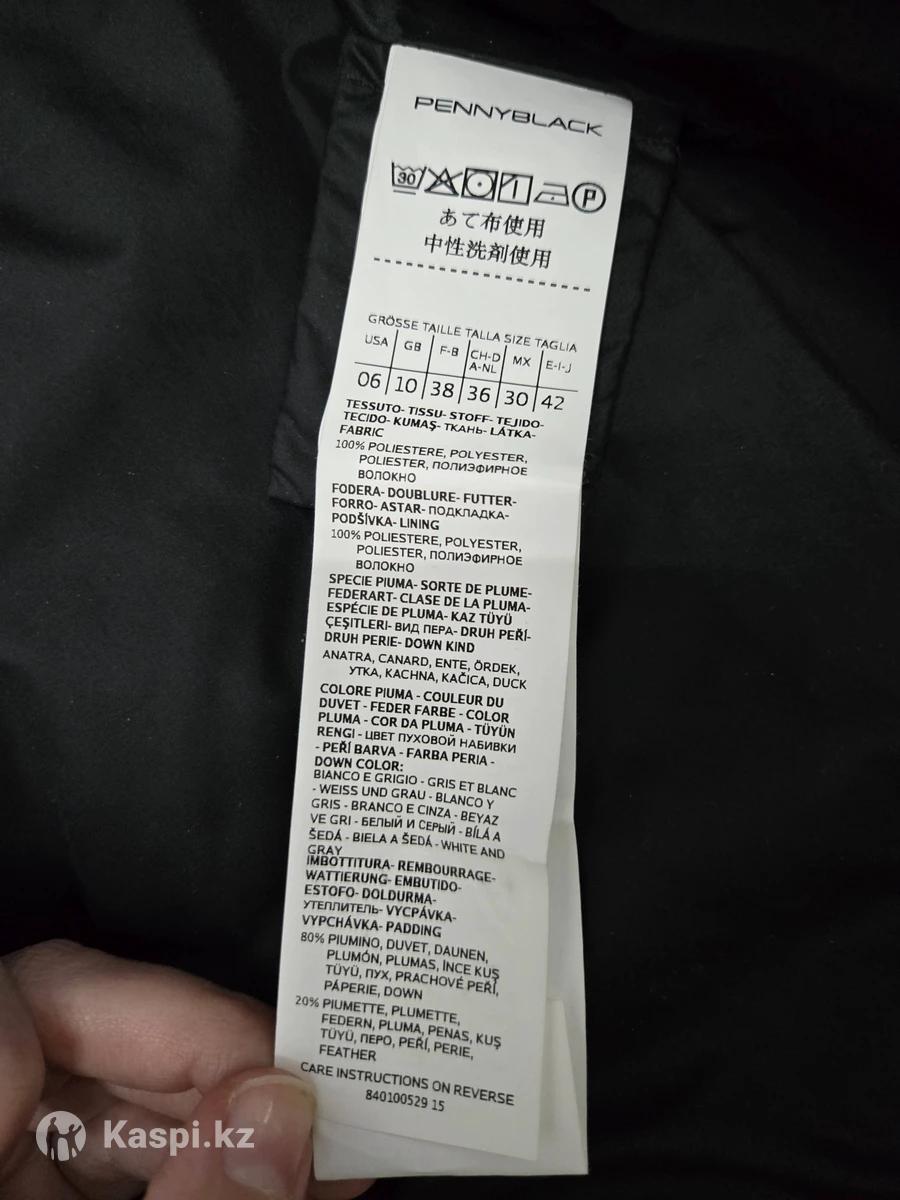 PENNYBLACK
30 P
あて布使用
中性洗剤使用
GRÖSSE TAILLE TALLA SIZE TAGLIA
USA GB F-B CH-D A-NL MX E-I-J
06 10 38 36 30 42
TESSUTO- TISSU- STOFF- TEJIDO-
TECIDO- KUMAŞ- ТКАНЬ- LÁTKA-
FABRIC
100% POLIESTERE, POLYESTER,
POLIESTER, ПОЛИЭФИРНОЕ
ВОЛОКНО
FODERA- DOUBLURE- FUTTER-
FORRO- ASTAR- ПОДКЛАДКА-
PODŠÍVKA- LINING
100% POLIESTERE, POLYESTER,
POLIESTER, ПОЛИЭФИРНОЕ
ВОЛОКНО
SPECIE PIUMA- SORTE DE PLUME-
FEDERART- CLASE DE LA PLUMA-
ESPÉCIE DE PLUMA- KAZ TÜYÜ
ÇEŞITLERI- ВИД ПЕРА- DRUH PEŘÍ-
DRUH PERIE- DOWN KIND
ANATRA, CANARD, ENTE, ÖRDEK,
УТКА, KACHNA, KAČICA, DUCK
COLORE PIUMA - COULEUR DU
DUVET - FEDER FARBE - COLOR
PLUMA - COR DA PLUMA - TÜYÜN
RENGI - ЦВЕТ ПУХОВОЙ НАБИВКИ
- PEŘÍ BARVA - FARBA PERIA -
DOWN COLOR:
BIANCO E GRIGIO - GRIS ET BLANC
- WEISS UND GRAU - BLANCO Y
GRIS - BRANCO E CINZA - BEYAZ
VE GRI - БЕЛЫЙ И СЕРЫЙ - BÍLÁ A
ŠEDÁ - BIELA A ŠEDÁ - WHITE AND
GRAY
IMBOTTITURA- REMBOURRAGE-
WATTIERUNG- EMBUTIDO-
ESTOFO- DOLDURMA-
УТЕПЛИТЕЛЬ- VYCPÁVKA-
VYPCHÁVKA- PADDING
80% PIUMINO, DUVET, DAUNEN,
PLUMÓN, PLUMAS, İNCE KUŞ
TÜYÜ, ПУХ, PRACHOVÉ PEŘÍ,
PÁPERIE, DOWN
20% PIUMETTE, PLUMETTE,
FEDERN, PLUMA, PENAS, KUŞ
TÜYÜ, ПЕРО, PEŘÍ, PERIE,
FEATHER
CARE INSTRUCTIONS ON REVERSE
840100529 15
Kaspi.kz